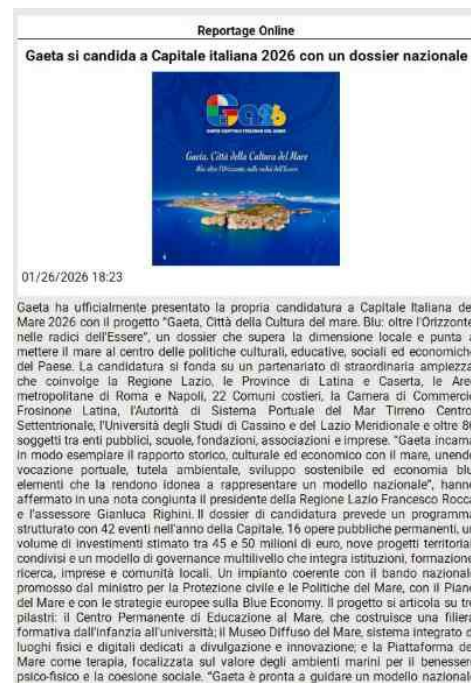 Reportage Online
Gaeta si candida a Capitale italiana 2026 con un dossier nazionale
GAETA CAPITALE ITALIANA DEL MARE
Gaeta, Città della Cultura del Mare
Blu: oltre l'Orizzonte, nelle radici dell'Essere
01/26/2026 18:23
Gaeta ha ufficialmente presentato la propria candidatura a Capitale Italiana del
Mare 2026 con il progetto "Gaeta, Città della Cultura del mare. Blu: oltre l'Orizzonte,
nelle radici dell'Essere", un dossier che supera la dimensione locale e punta a
mettere il mare al centro delle politiche culturali, educative, sociali ed economiche
del Paese. La candidatura si fonda su un partenariato di straordinaria ampiezza,
che coinvolge la Regione Lazio, le Province di Latina e Caserta, le Aree
metropolitane di Roma e Napoli, 22 Comuni costieri, la Camera di Commercio
Frosinone Latina, l'Autorità di Sistema Portuale del Mar Tirreno Centro
Settentrionale, l'Università degli Studi di Cassino e del Lazio Meridionale e oltre 80
soggetti tra enti pubblici, scuole, fondazioni, associazioni e imprese. "Gaeta incarna
in modo esemplare il rapporto storico, culturale ed economico con il mare, unendo
vocazione portuale, tutela ambientale, sviluppo sostenibile ed economia blu,
elementi che la rendono idonea a rappresentare un modello nazionale", hanno
affermato in una nota congiunta il presidente della Regione Lazio Francesco Rocca
e l'assessore Gianluca Righini. Il dossier di candidatura prevede un programma
strutturato con 42 eventi nell'anno della Capitale, 16 opere pubbliche permanenti, un
volume di investimenti stimato tra 45 e 50 milioni di euro, nove progetti territoriali
condivisi e un modello di governance multilivello che integra istituzioni, formazione,
ricerca, imprese e comunità locali. Un impianto coerente con il bando nazionale
promosso dal ministro per la Protezione civile e le Politiche del Mare, con il Piano
del Mare e con le strategie europee sulla Blue Economy. Il progetto si articola su tre
pilastri: il Centro Permanente di Educazione al Mare, che costruisce una filiera
formativa dall'infanzia all'università; il Museo Diffuso del Mare, sistema integrato di
luoghi fisici e digitali dedicati a divulgazione e innovazione; e la Piattaforma del
Mare come terapia, focalizzata sul valore degli ambienti marini per il benessere
psico-fisico e la coesione sociale. "Gaeta è pronta a guidare un modello nazionale